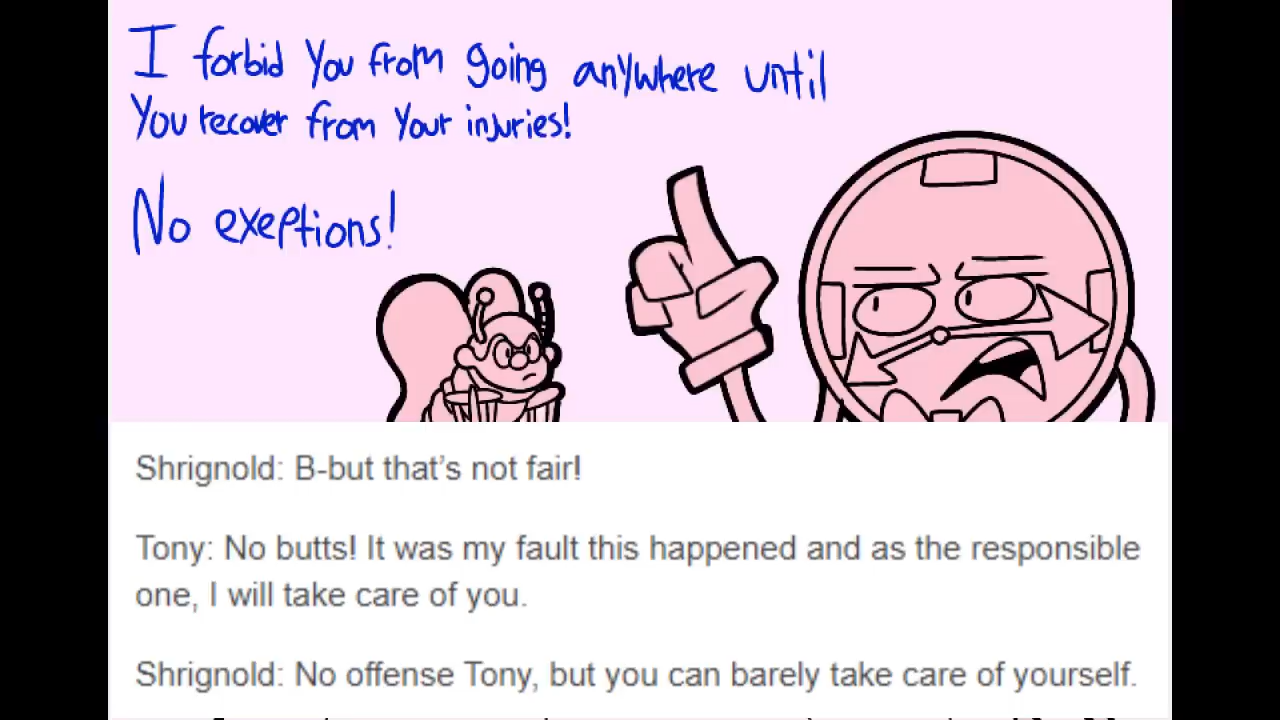 I forbid you from going anywhere until
You recover from Your injuries!
No exeptions!
Shrignold: B-but that’s not fair!
Tony: No butts! It was my fault this happened and as the responsible
one, I will take care of you.
Shrignold: No offense Tony, but you can barely take care of yourself.